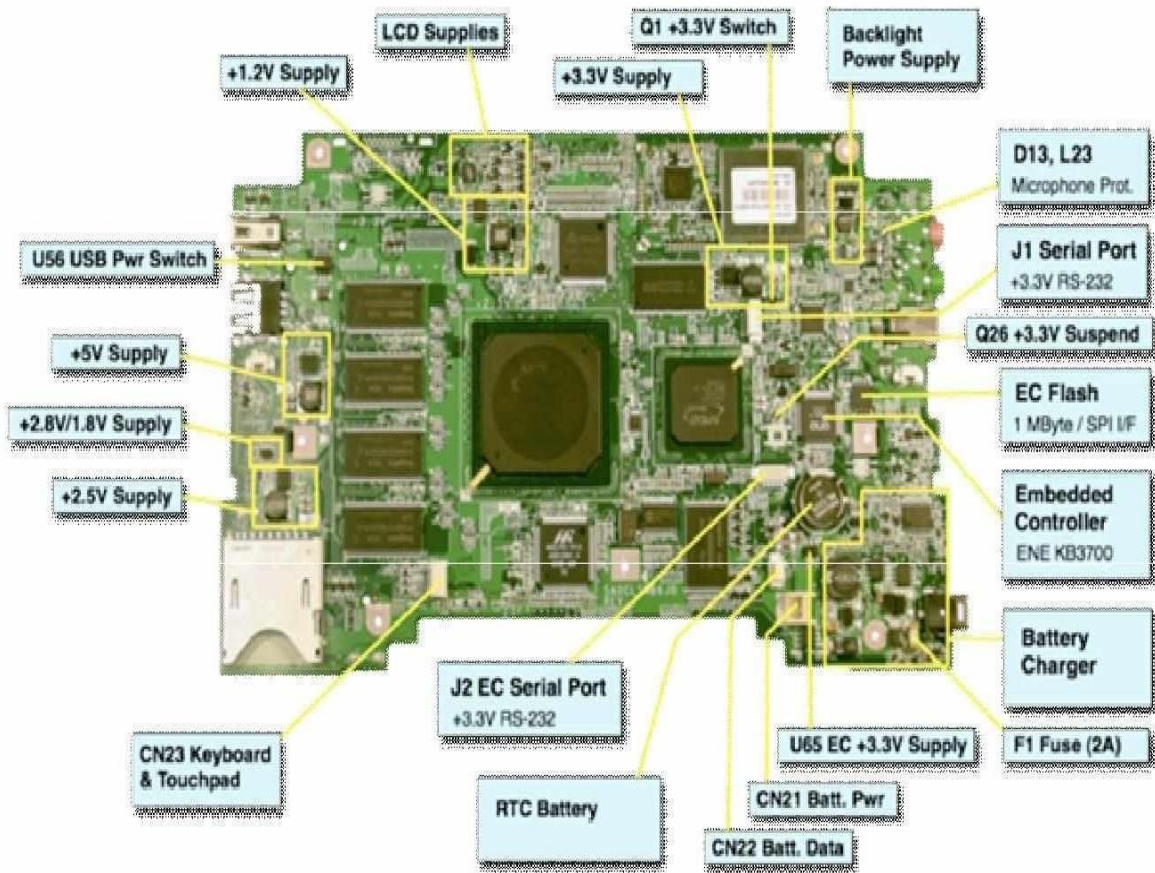 LCD Supplies
Q1 +3.3V Switch
Backlight
Power Supply
+1.2V Supply
+3.3V Supply
D13, L23
Microphone Prot.
U56 USB Pwr Switch
J1 Serial Port
+3.3V RS-232
+5V Supply
Q26 +3.3V Suspend
EC Flash
1 MByte / SPI I/F
+2.8V/1.8V Supply
+2.5V Supply
Embedded
Controller
ENE KB3700
Battery
Charger
J2 EC Serial Port
+3.3V RS-232
CN23 Keyboard
& Touchpad
U65 EC +3.3V Supply
F1 Fuse (2A)
RTC Battery
CN21 Batt. Pwr
CN22 Batt. Data